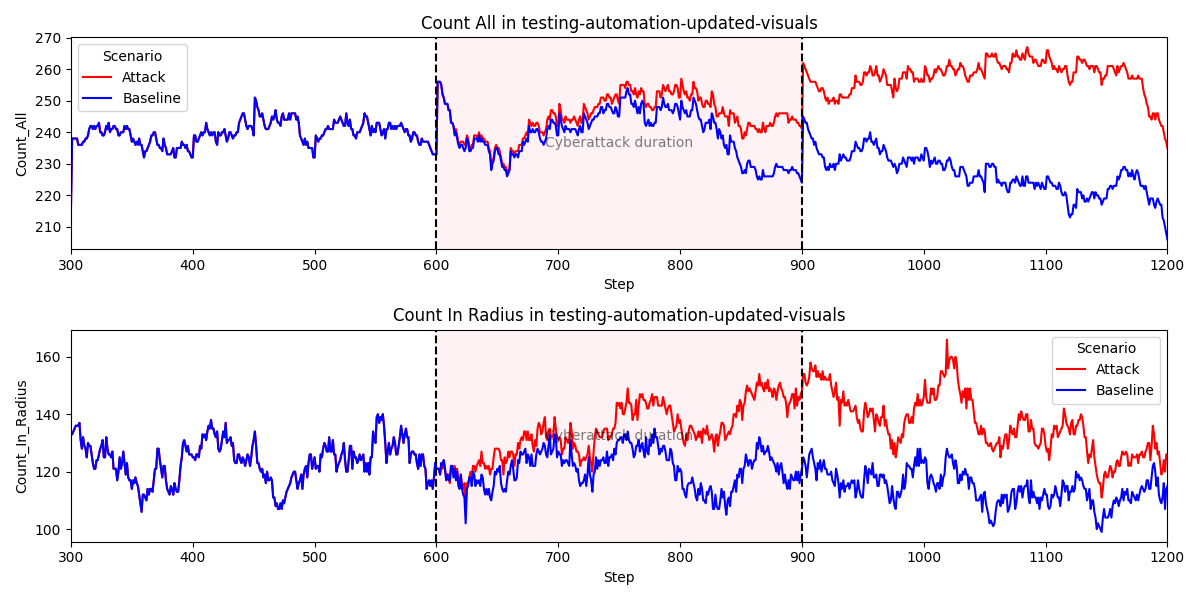 Count All in testing-automation-updated-visuals
Count_All
270
260
250
240
230
220
210
Scenario
Attack
Baseline
Cyberattack duration
300 400 500 600 700 800 900 1000 1100 1200
Step
Count In Radius in testing-automation-updated-visuals
Count_In_Radius
160
140
120
100
Scenario
Attack
Baseline
Cyberattack duration
300 400 500 600 700 800 900 1000 1100 1200
Step